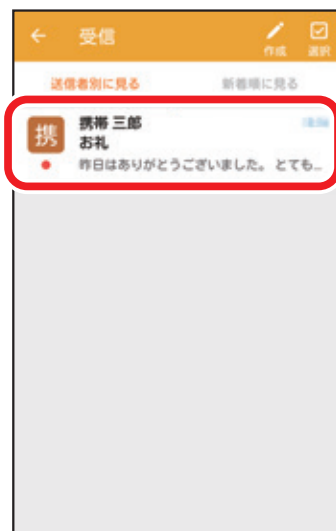 受信
作成
選択
送信者別に見る
新着順に見る
携
携帯 三郎
お礼
昨日はありがとうございました。とても…